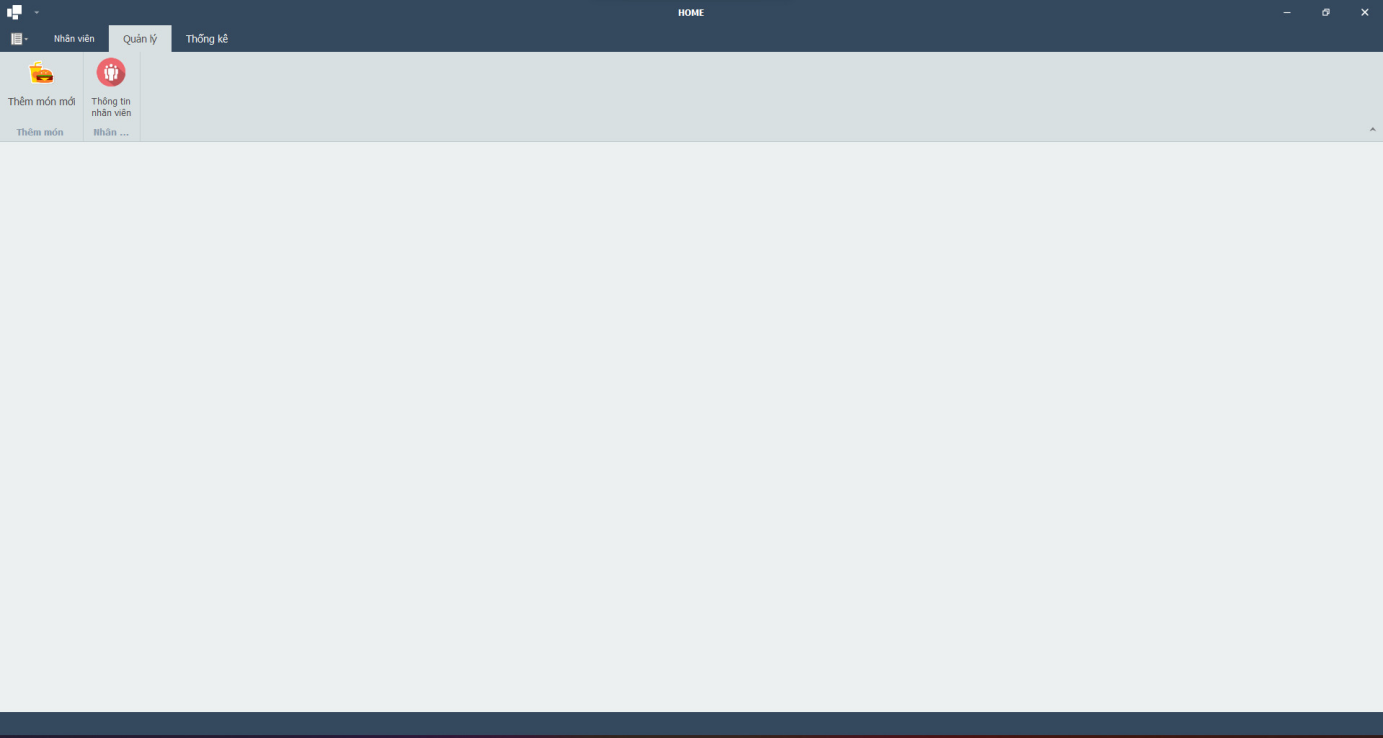 HOME
Nhân viên
Quản lý
Thống kê
Thêm món mới
Thông tin
nhân viên
Thêm món
Nhân ...